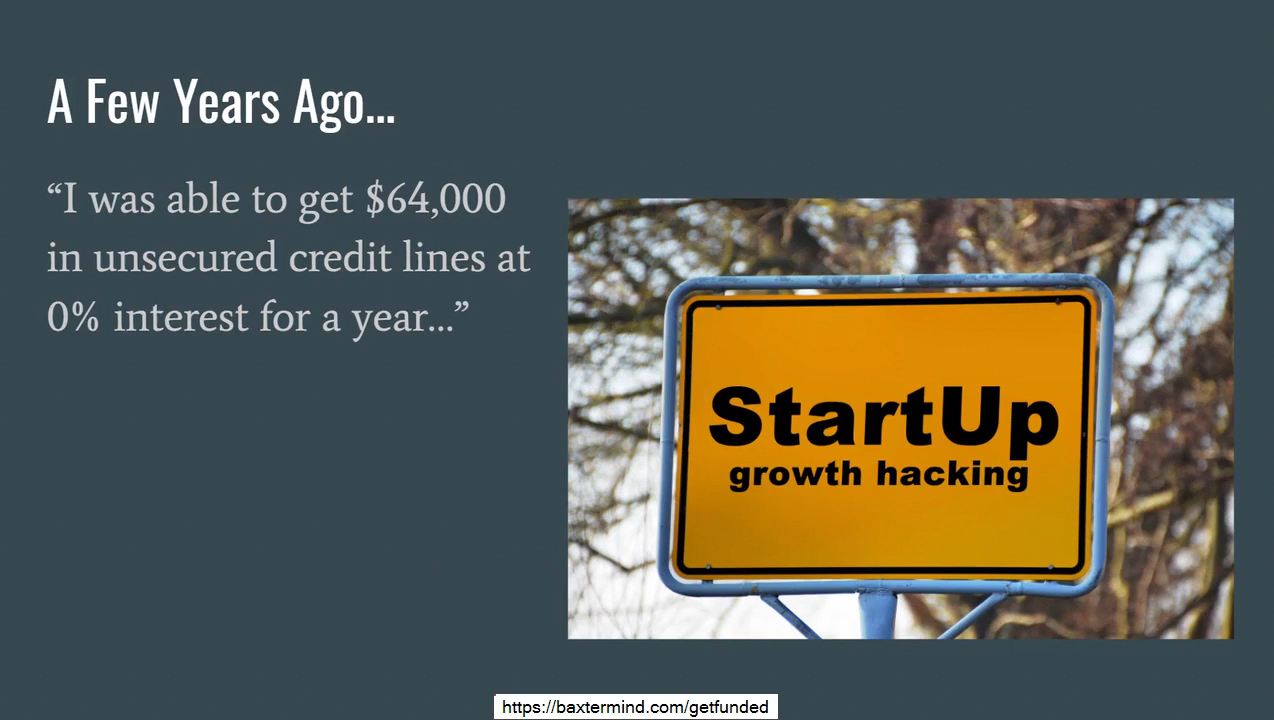 A Few Years Ago...
“I was able to get $64,000
in unsecured credit lines at
0% interest for a year...”
StartUp
growth hacking
https://baxtermind.com/getfunded